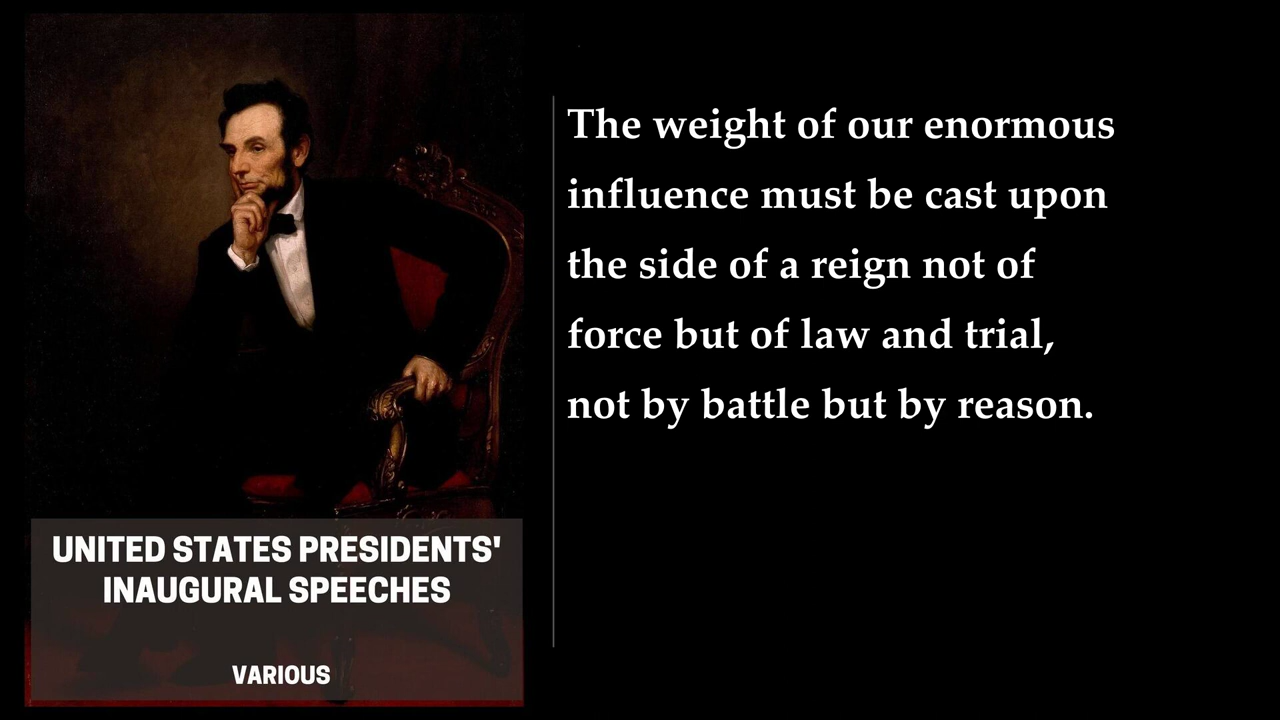 The weight of our enormous
influence must be cast upon
the side of a reign not of
force but of law and trial,
not by battle but by reason.
UNITED STATES PRESIDENTS'
INAUGURAL SPEECHES
VARIOUS